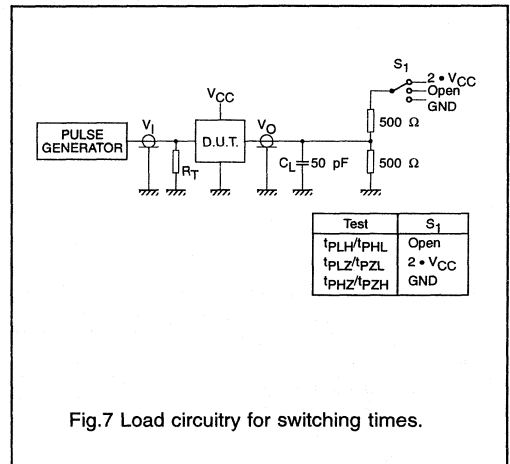 S1
2 • VCC
Open
GND
VCC
VI
VO
500 Ω
PULSE
GENERATOR
D.U.T.
RT
CL
50 pF
500 Ω
Test S1
tPLH/tPHL Open
tPLZ/tPZL 2 • VCC
tPHZ/tPZH GND
Fig.7 Load circuitry for switching times.